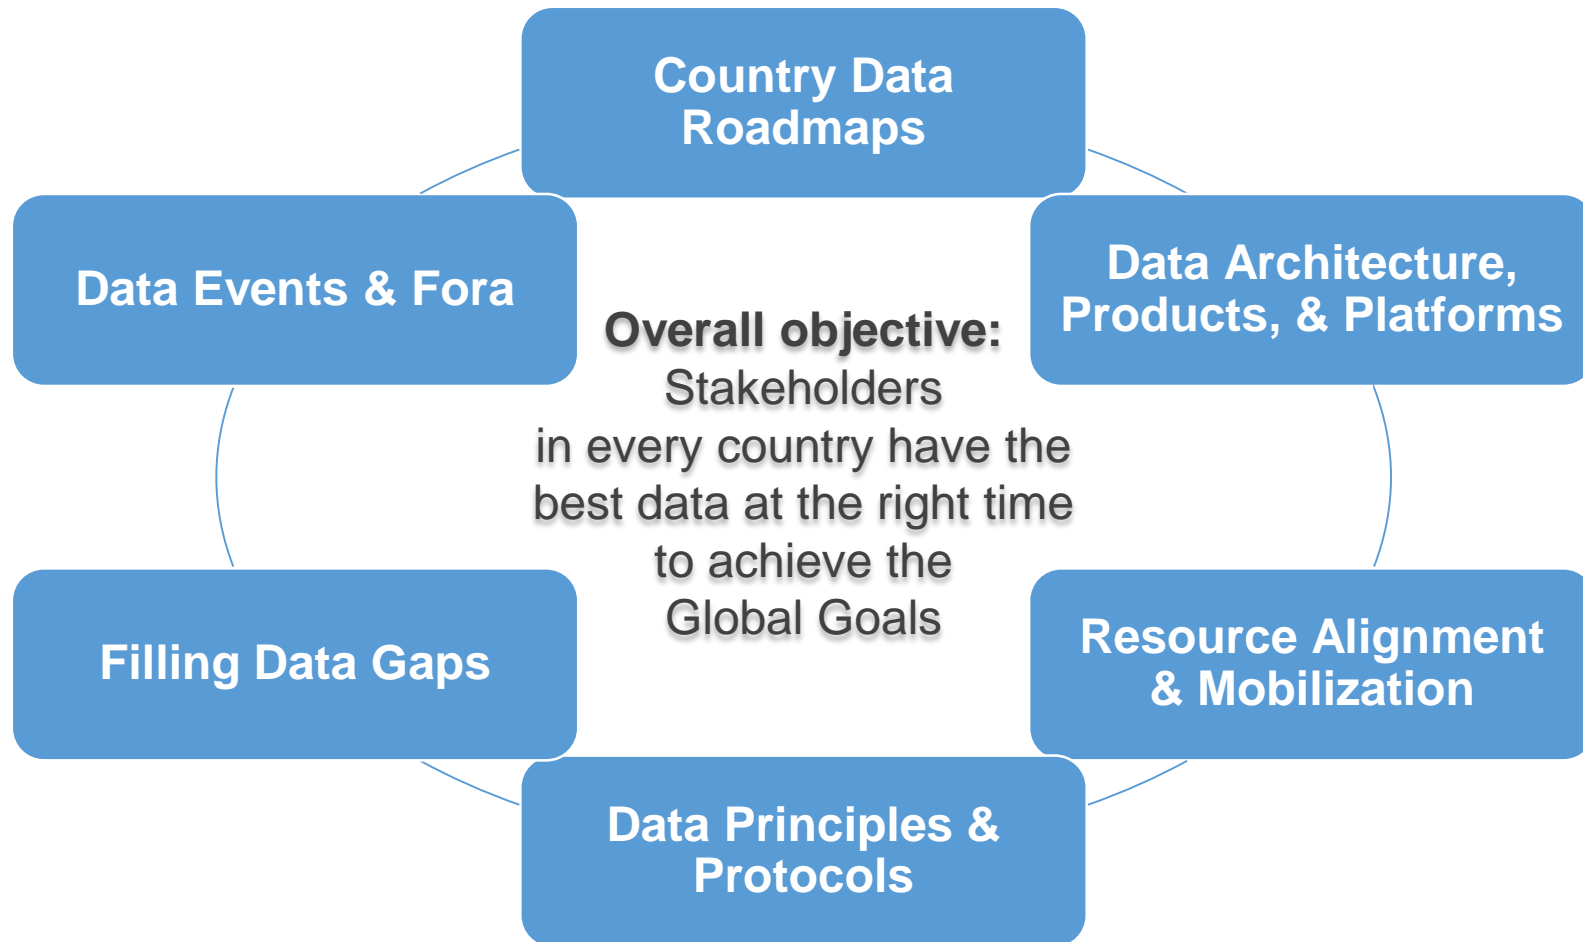 Country Data
Roadmaps
Data Architecture,
Products, & Platforms
Resource Alignment
& Mobilization
Data Principles &
Protocols
Filling Data Gaps
Data Events & Fora
Overall objective:
Stakeholders
in every country have the
best data at the right time
to achieve the
Global Goals